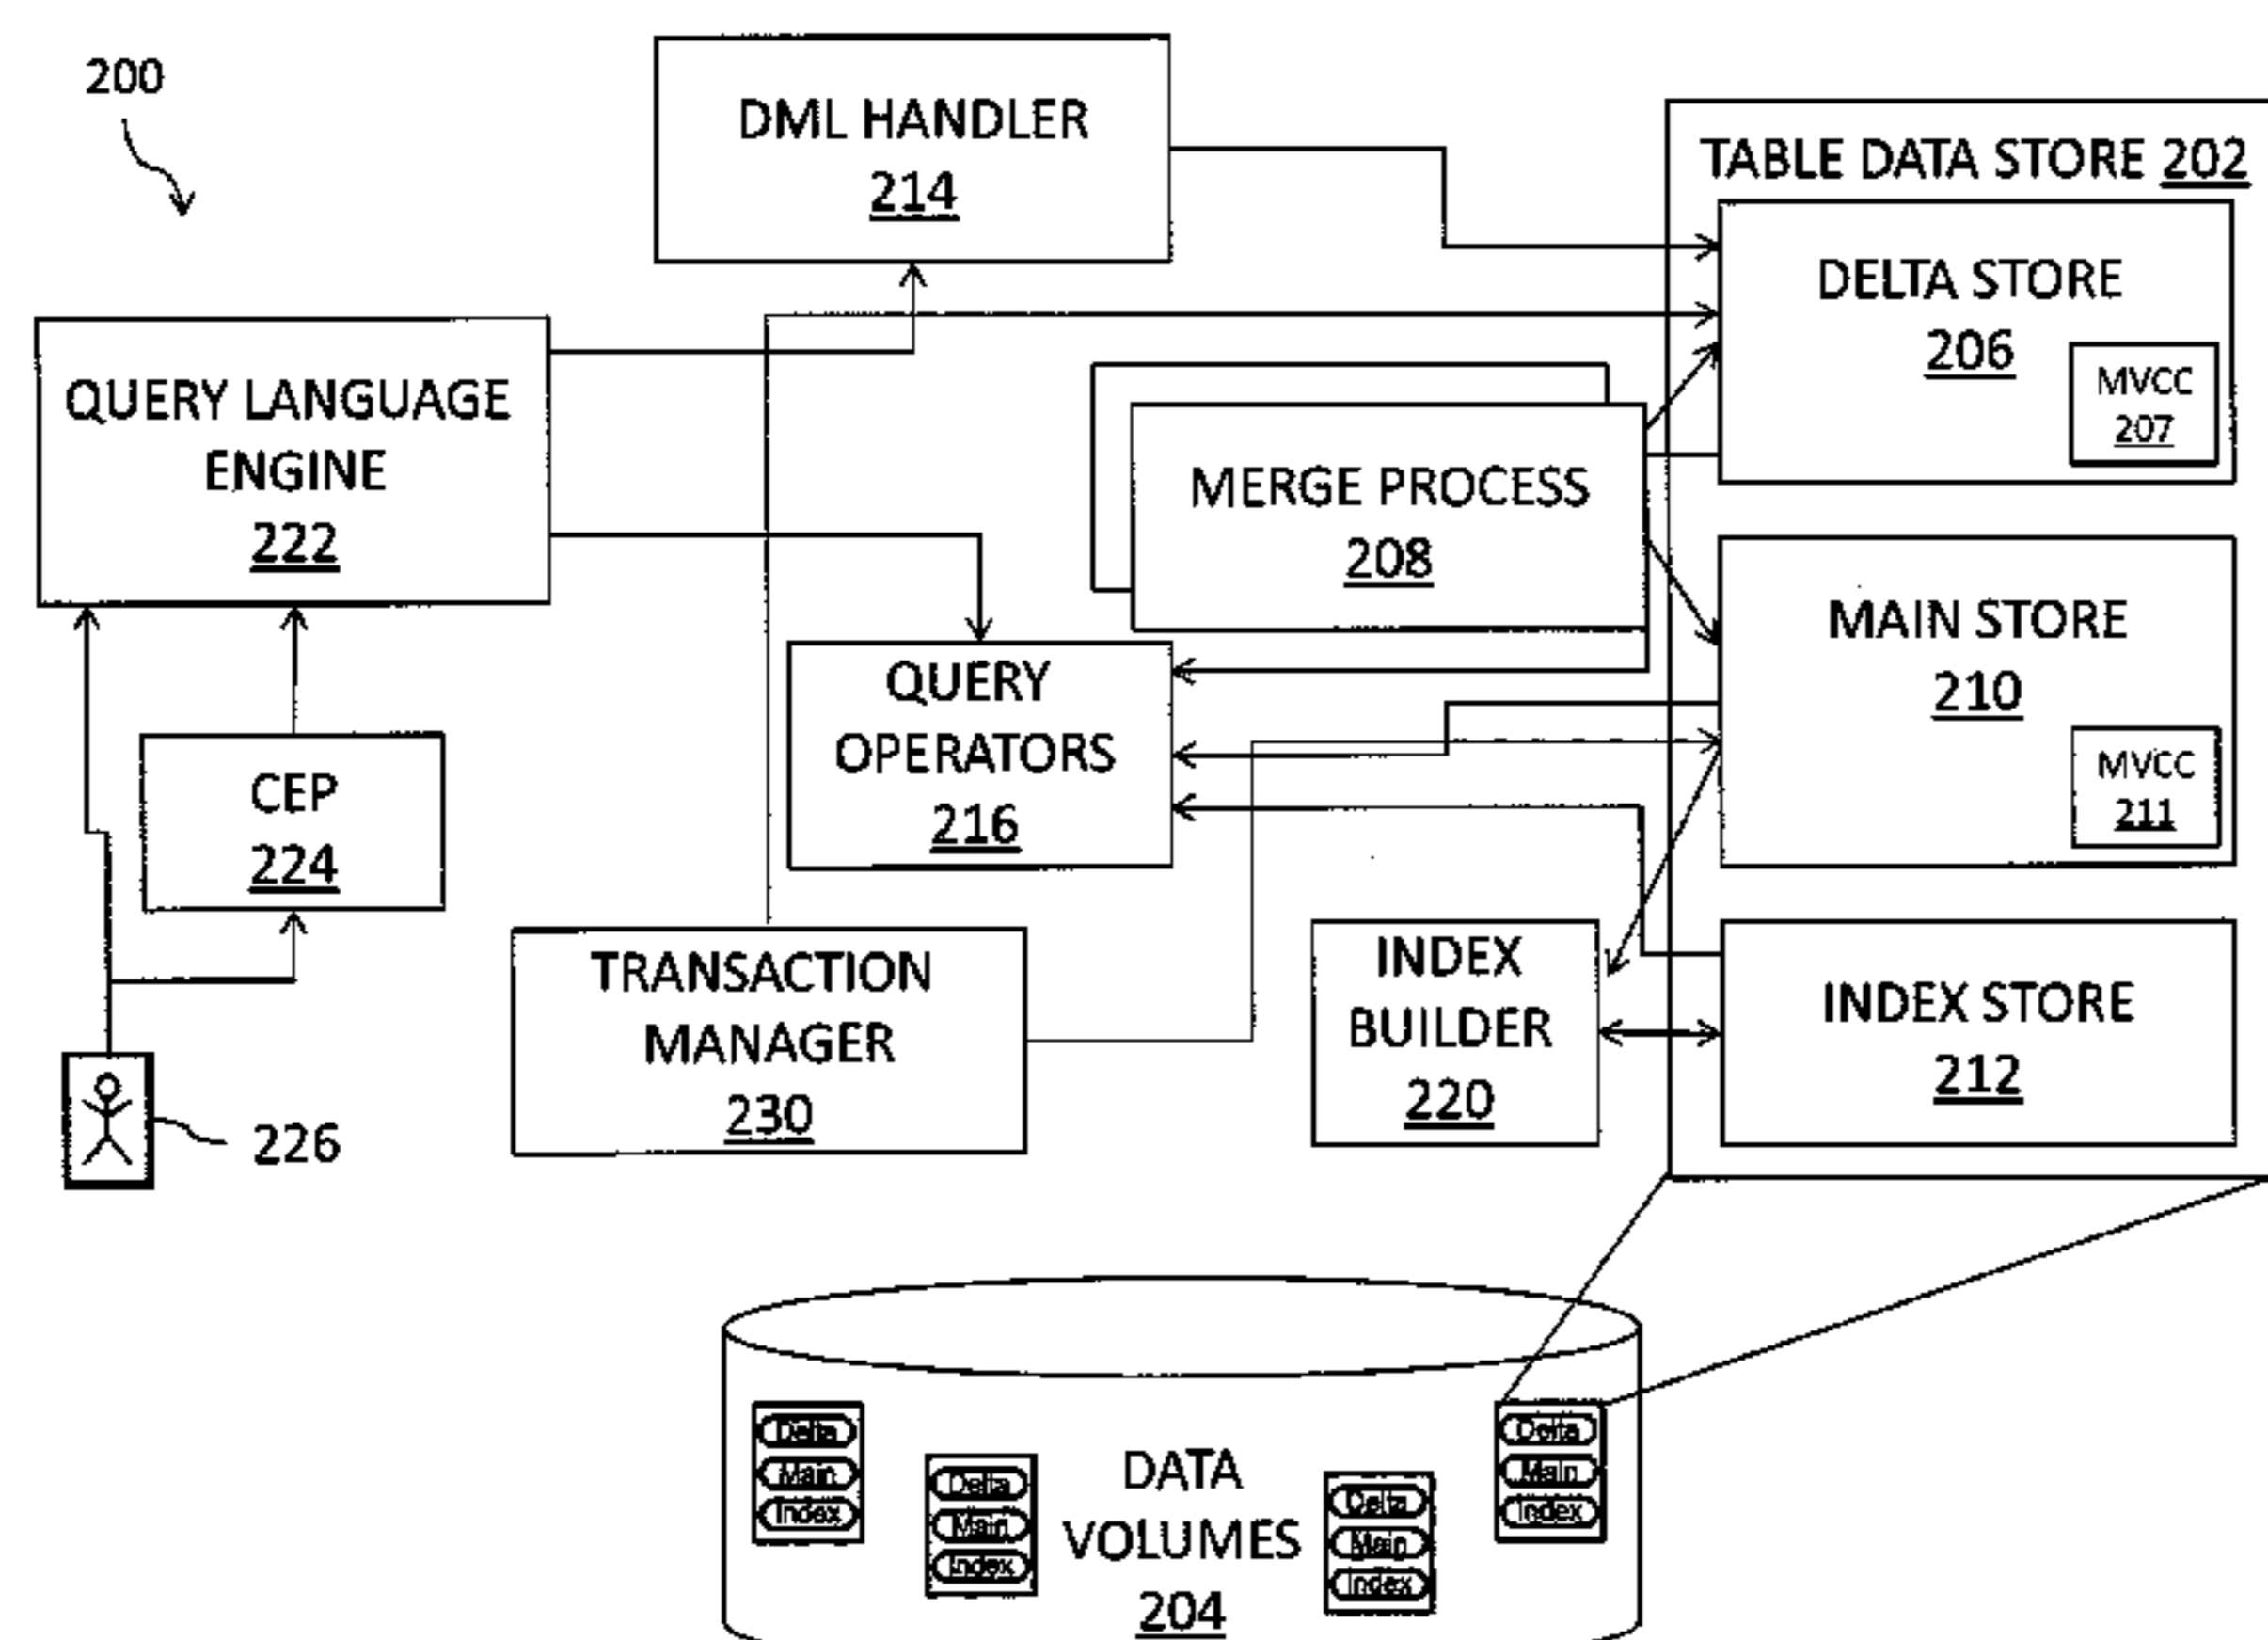 200
DML HANDLER
214
TABLE DATA STORE 202
DELTA STORE
206
MVCC
207
QUERY LANGUAGE
ENGINE
222
MERGE PROCESS
208
MAIN STORE
210
MVCC
211
QUERY
OPERATORS
216
CEP
224
TRANSACTION
MANAGER
230
INDEX
BUILDER
220
INDEX STORE
212
226
Delta
Main
Index
Delta
Main
Index
DATA
VOLUMES
204
Delta
Main
Index
Delta
Main
Index